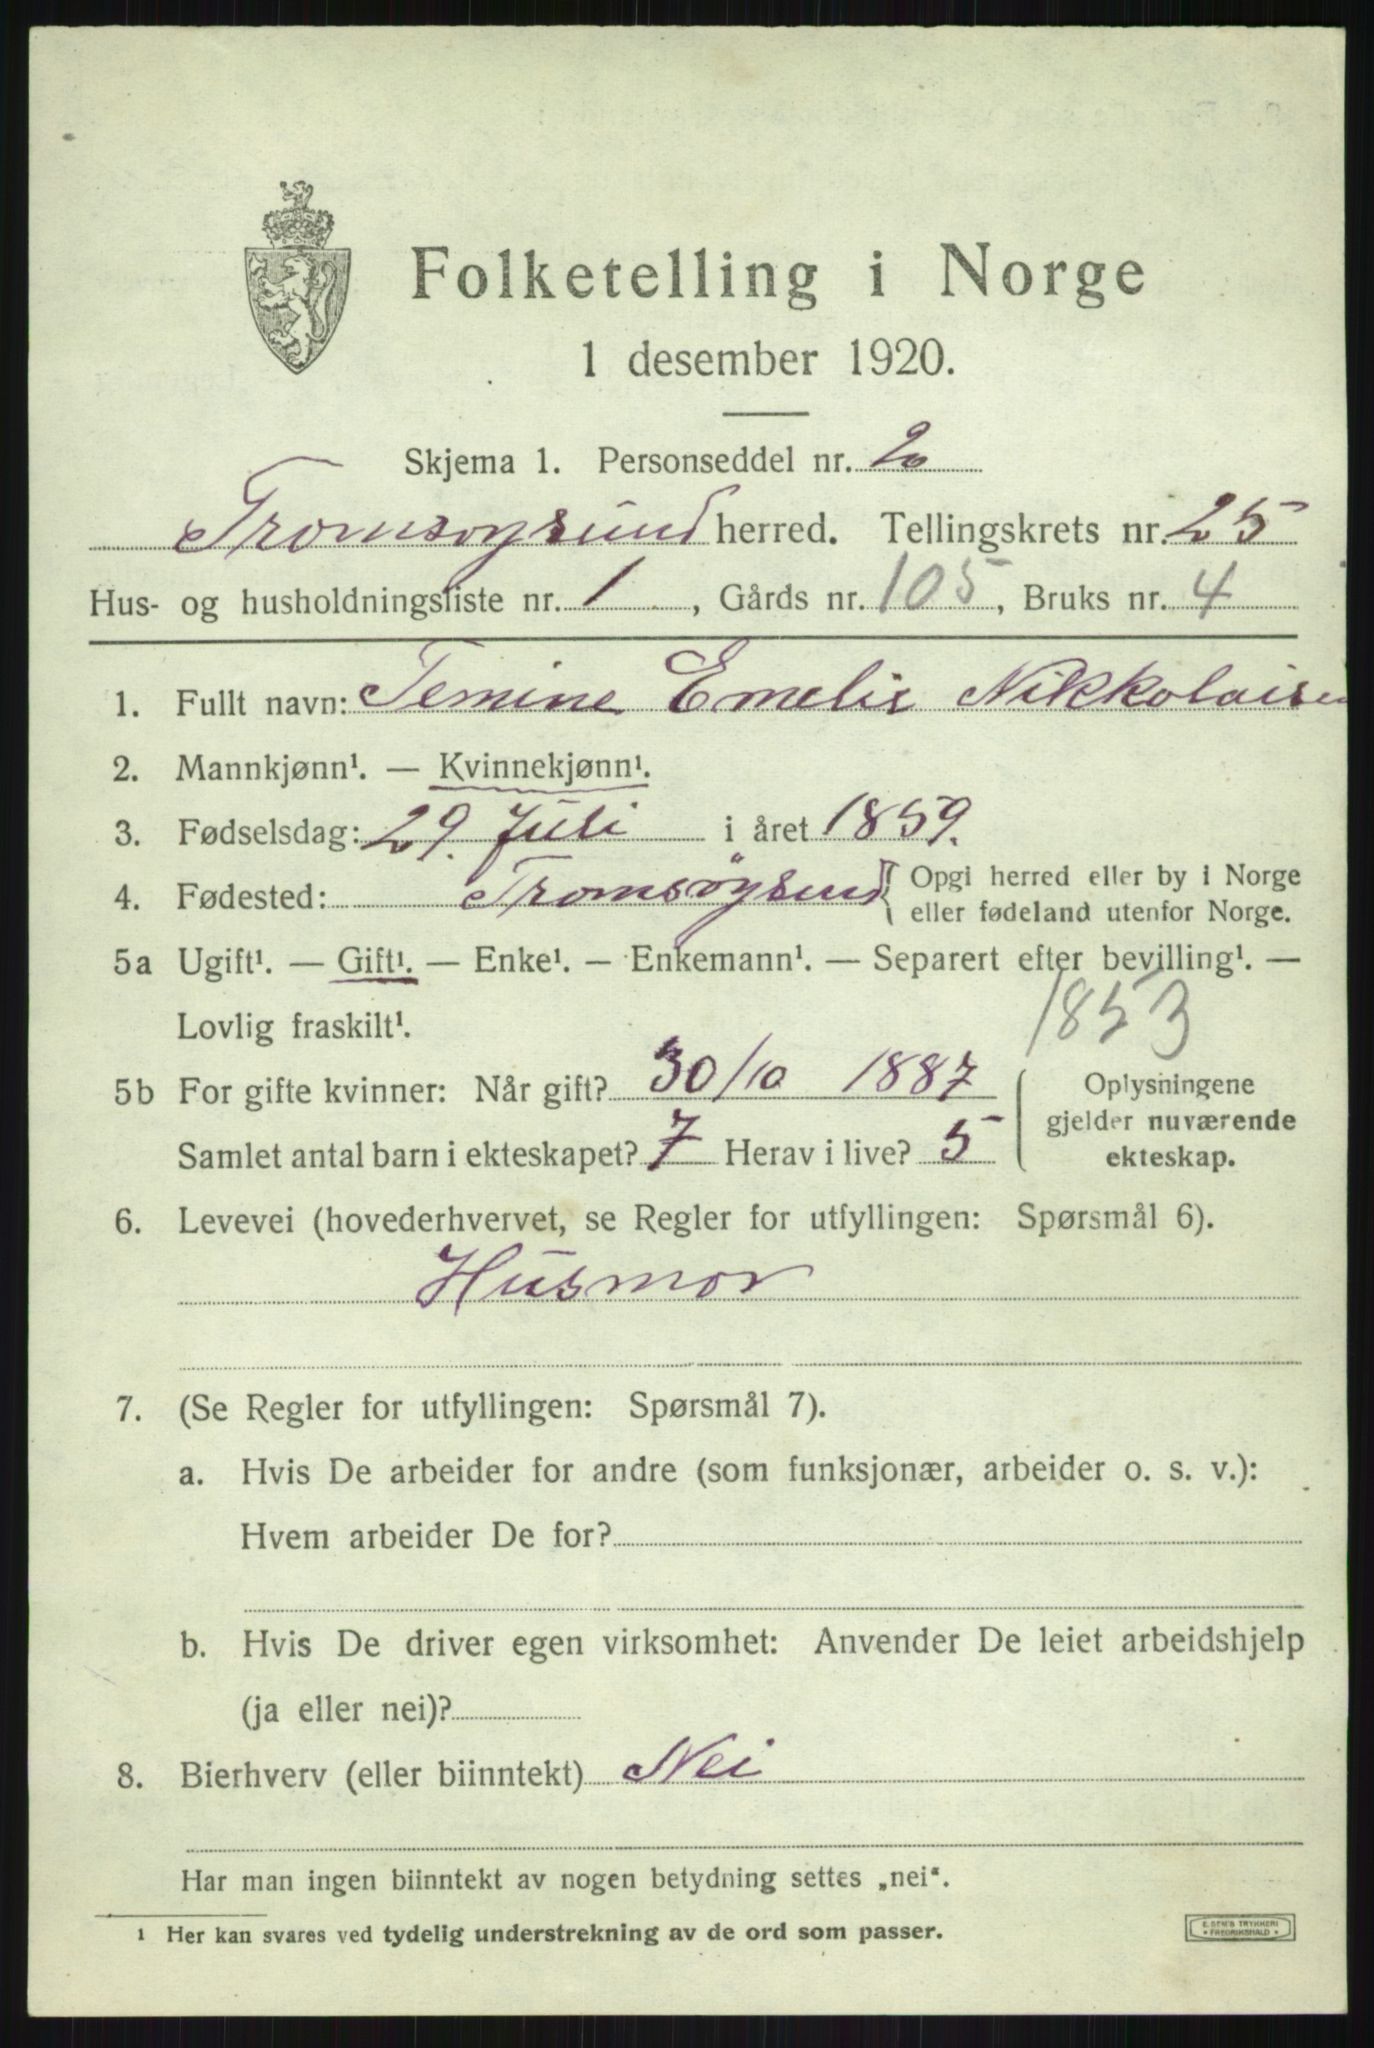 Folketelling i Norge
1 desember 1920.
Skjema 1. Personseddel nr. 2
Tromsøysund herred. Tellingskrets nr. 25
Hus- og husholdningsliste nr. 1, Gårds nr. 105, Bruks nr. 4
1. Fullt navn: Temine Emelie Nikkolaisen
2. Mannkjønn¹. — Kvinnekjønn¹.
3. Fødselsdag: 29. Juli i året 1859.
4. Fødested: Tromsøysund { Opgi herred eller by i Norge
eller fødeland utenfor Norge.
5a Ugift¹. — Gift¹. — Enke¹. — Enkemann¹. — Separert efter bevilling¹. —
Lovlig fraskilt¹.
1853
5b For gifte kvinner: Når gift? 30/10 1887
Samlet antal barn i ekteskapet? 7 Herav i live? 5
Oplysningene
gjelder nuværende
ekteskap.
6. Levevei (hovederhvervet, se Regler for utfyllingen: Spørsmål 6).
Husmor
7. (Se Regler for utfyllingen: Spørsmål 7).
a. Hvis De arbeider for andre (som funksjonær, arbeider o. s. v.):
Hvem arbeider De for?
b. Hvis De driver egen virksomhet: Anvender De leiet arbeidshjelp
(ja eller nei)?
8. Bierhverv (eller biinntekt) Nei
Har man ingen biinntekt av nogen betydning settes „nei“.
¹ Her kan svares ved tydelig understrekning av de ord som passer.
E. SEM'S TRYKKERI
• FREDRIKSHALD •